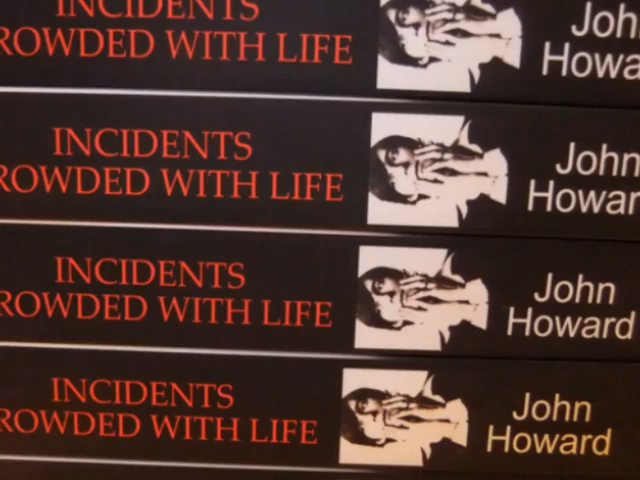 INCIDENTS
ROWDED WITH LIFE
Joh
Howa
INCIDENTS
ROWDED WITH LIFE
John
Howar
INCIDENTS
ROWDED WITH LIFE
John
Howard
INCIDENTS
ROWDED WITH LIFE
John
Howard